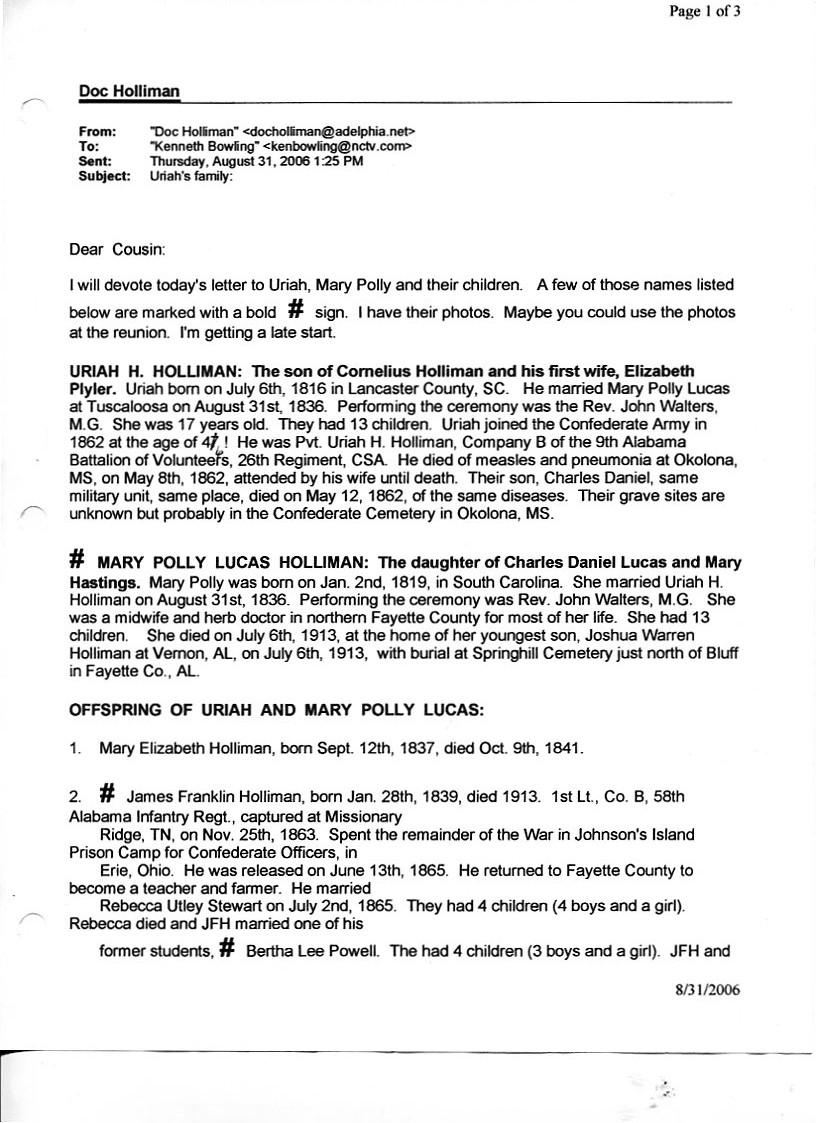 Page 1 of 3
Doc Holliman
From: "Doc Holliman" <docholliman@adelphia.net>
To: "Kenneth Bowling" <kenbowling@nctv.com>
Sent: Thursday, August 31, 2006 1:25 PM
Subject: Uriah's family:
Dear Cousin:
I will devote today's letter to Uriah, Mary Polly and their children. A few of those names listed
below are marked with a bold # sign. I have their photos. Maybe you could use the photos
at the reunion. I'm getting a late start.
URIAH H. HOLLIMAN: The son of Cornelius Holliman and his first wife, Elizabeth
Plyler. Uriah born on July 6th, 1816 in Lancaster County, SC. He married Mary Polly Lucas
at Tuscaloosa on August 31st, 1836. Performing the ceremony was the Rev. John Walters,
M.G. She was 17 years old. They had 13 children. Uriah joined the Confederate Army in
1862 at the age of ! He was Pvt. Uriah H. Holliman, Company B of the 9th Alabama
Battalion of Volunteers, 26th Regiment, CSA. He died of measles and pneumonia at Okolona,
MS, on May 8th, 1862, attended by his wife until death. Their son, Charles Daniel, same
military unit, same place, died on May 12, 1862, of the same diseases. Their grave sites are
unknown but probably in the Confederate Cemetery in Okolona, MS.
# MARY POLLY LUCAS HOLLIMAN: The daughter of Charles Daniel Lucas and Mary
Hastings. Mary Polly was born on Jan. 2nd, 1819, in South Carolina. She married Uriah H.
Holliman on August 31st, 1836. Performing the ceremony was Rev. John Walters, M.G. She
was a midwife and herb doctor in northern Fayette County for most of her life. She had 13
children. She died on July 6th, 1913, at the home of her youngest son, Joshua Warren
Holliman at Vernon, AL, on July 6th, 1913, with burial at Springhill Cemetery just north of Bluff
in Fayette Co., AL.
OFFSPRING OF URIAH AND MARY POLLY LUCAS:
1. Mary Elizabeth Holliman, born Sept. 12th, 1837, died Oct. 9th, 1841.
2. # James Franklin Holliman, born Jan. 28th, 1839, died 1913. 1st Lt., Co. B, 58th
Alabama Infantry Regt., captured at Missionary
Ridge, TN, on Nov. 25th, 1863. Spent the remainder of the War in Johnson's Island
Prison Camp for Confederate Officers, in
Erie, Ohio. He was released on June 13th, 1865. He returned to Fayette County to
become a teacher and farmer. He married
Rebecca Utley Stewart on July 2nd, 1865. They had 4 children (4 boys and a girl).
Rebecca died and JFH married one of his
former students, # Bertha Lee Powell. The had 4 children (3 boys and a girl). JFH and
8/31/2006